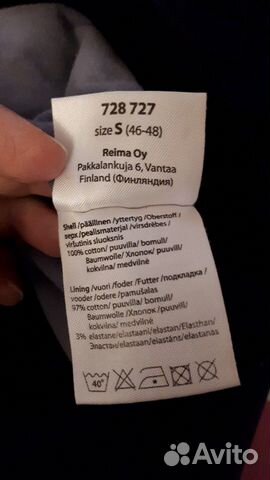 728 727
size S (46-48)
Reima Oy
Pakkalankuja 6, Vantaa
Finland (Финляндия)
Shell/päällinen/yttertyg/Oberstoff/
верх/pealismaterjal/virsdrēbes/
viršutinis sluoksnis
100% cotton/puuvilla/bomull/
Baumwolle/Хлопок/puuvill/
kokvilna/medvilnė
Lining/vuori/foder/Futter/подкладка/
vooder/odere/pamušalas
97% cotton/puuvilla/bomull/
Baumwolle/Хлопок/puuvill/
kokvilna/medvilnė
3% elastane/elastaani/elastan/Elasthan/
Эластан/elastaan/elastāns/elastanas
40°
Avito